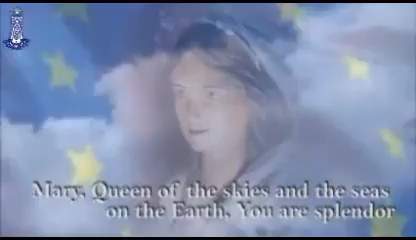 Mary, Queen of the skies and the seas
on the Earth, You are splendor